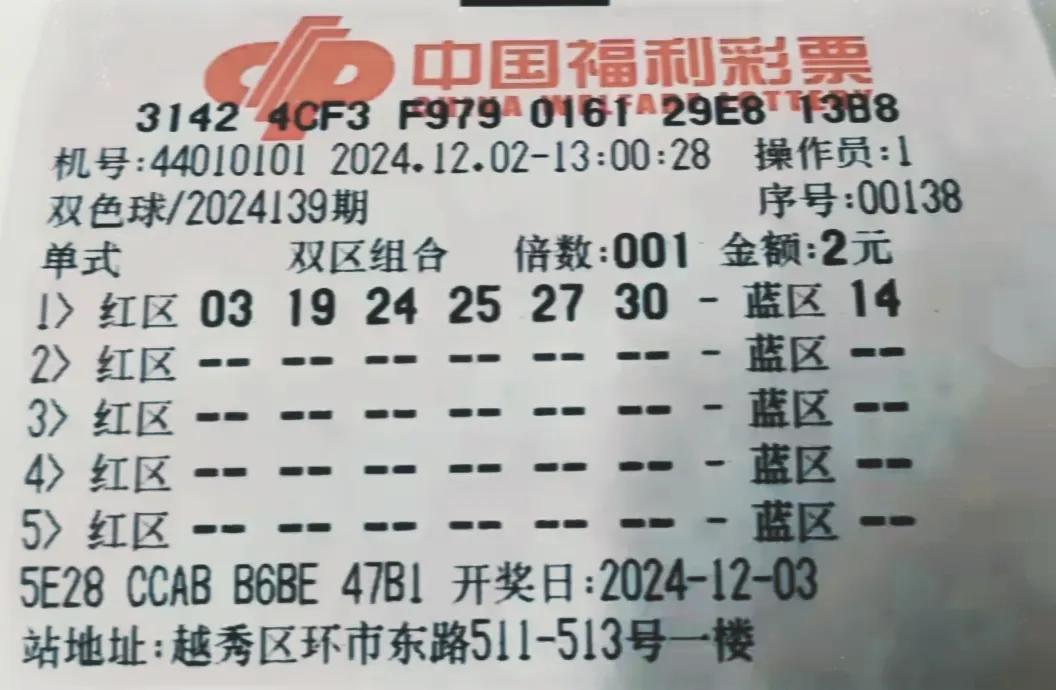 中国福利彩票
CHINA WELFARE LOTTERY
3142 4CF3 F979 0161 29E8 13B8
机号:44010101 2024.12.02-13:00:28 操作员:1
双色球/2024139期 序号:00138
单式 双区组合 倍数:001 金额:2元
1> 红区 03 19 24 25 27 30 - 蓝区 14
2> 红区 -- -- -- -- -- -- - 蓝区 --
3> 红区 -- -- -- -- -- -- - 蓝区 --
4> 红区 -- -- -- -- -- -- - 蓝区 --
5> 红区 -- -- -- -- -- -- - 蓝区 --
5E28 CCAB B6BE 47B1 开奖日:2024-12-03
站地址:越秀区环市东路511-513号一楼